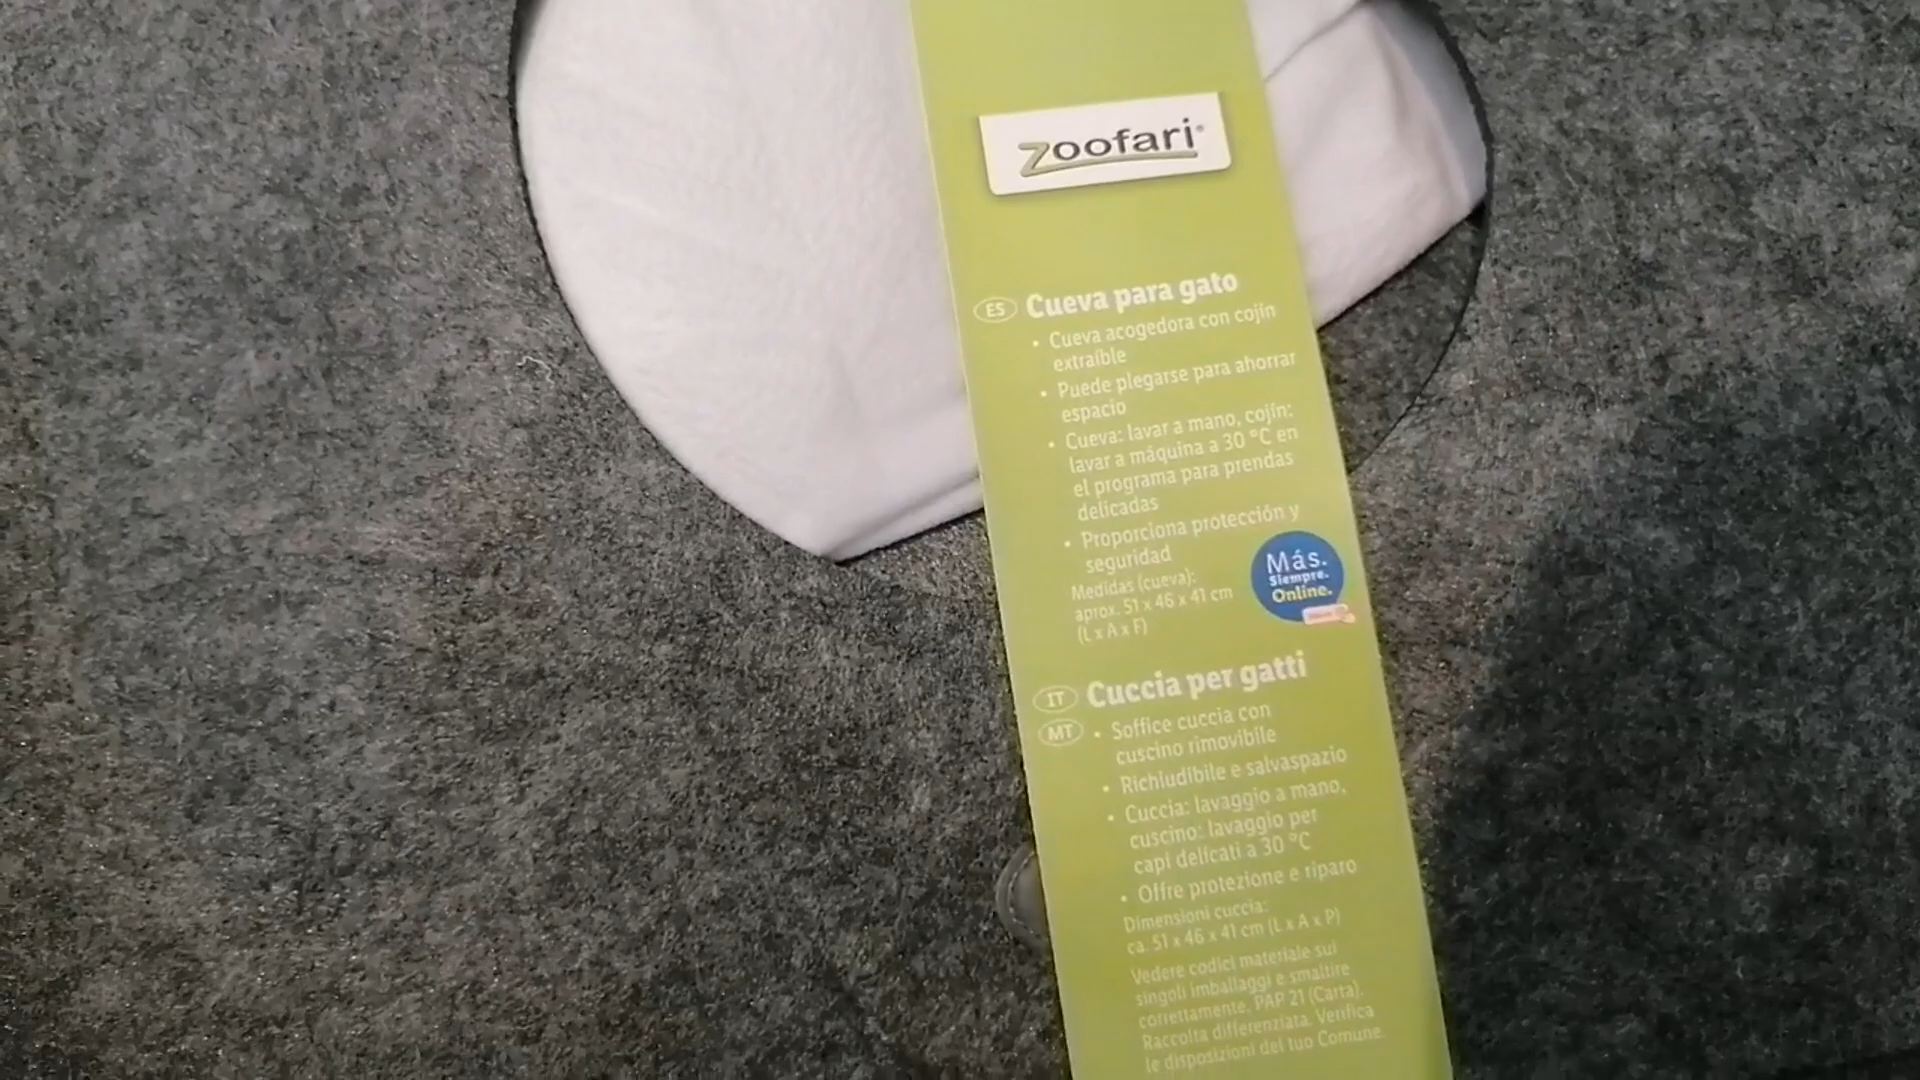 zoofari®
ES Cueva para gato
• Cueva acogedora con cojín
extraíble
• Puede plegarse para ahorrar
espacio
• Cueva: lavar a mano, cojín:
lavar a máquina a 30 °C en
el programa para prendas
delicadas
• Proporciona protección y
seguridad
Medidas (cueva):
aprox. 51 x 46 x 41 cm
(L x A x F)
Más.
Siempre.
Online.
IT MT Cuccia per gatti
• Soffice cuccia con
cuscino rimovibile
• Richiudibile e salvaspazio
• Cuccia: lavaggio a mano,
cuscino: lavaggio per
capi delicati a 30 °C
• Offre protezione e riparo
Dimensioni cuccia:
ca. 51 x 46 x 41 cm (L x A x P)
Vedere codici materiale sui
singoli imballaggi e smaltire
correttamente. PAP 21 (Carta).
Raccolta differenziata. Verifica
le disposizioni del tuo Comune.